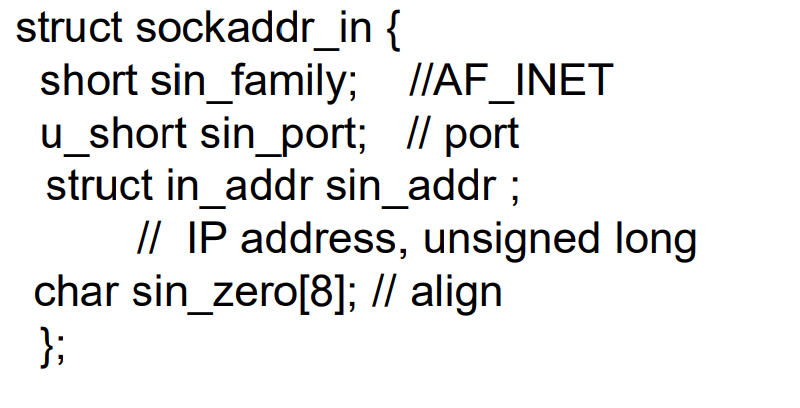 struct sockaddr_in {
short sin_family; //AF_INET
u_short sin_port; // port
struct in_addr sin_addr ;
// IP address, unsigned long
char sin_zero[8]; // align
};